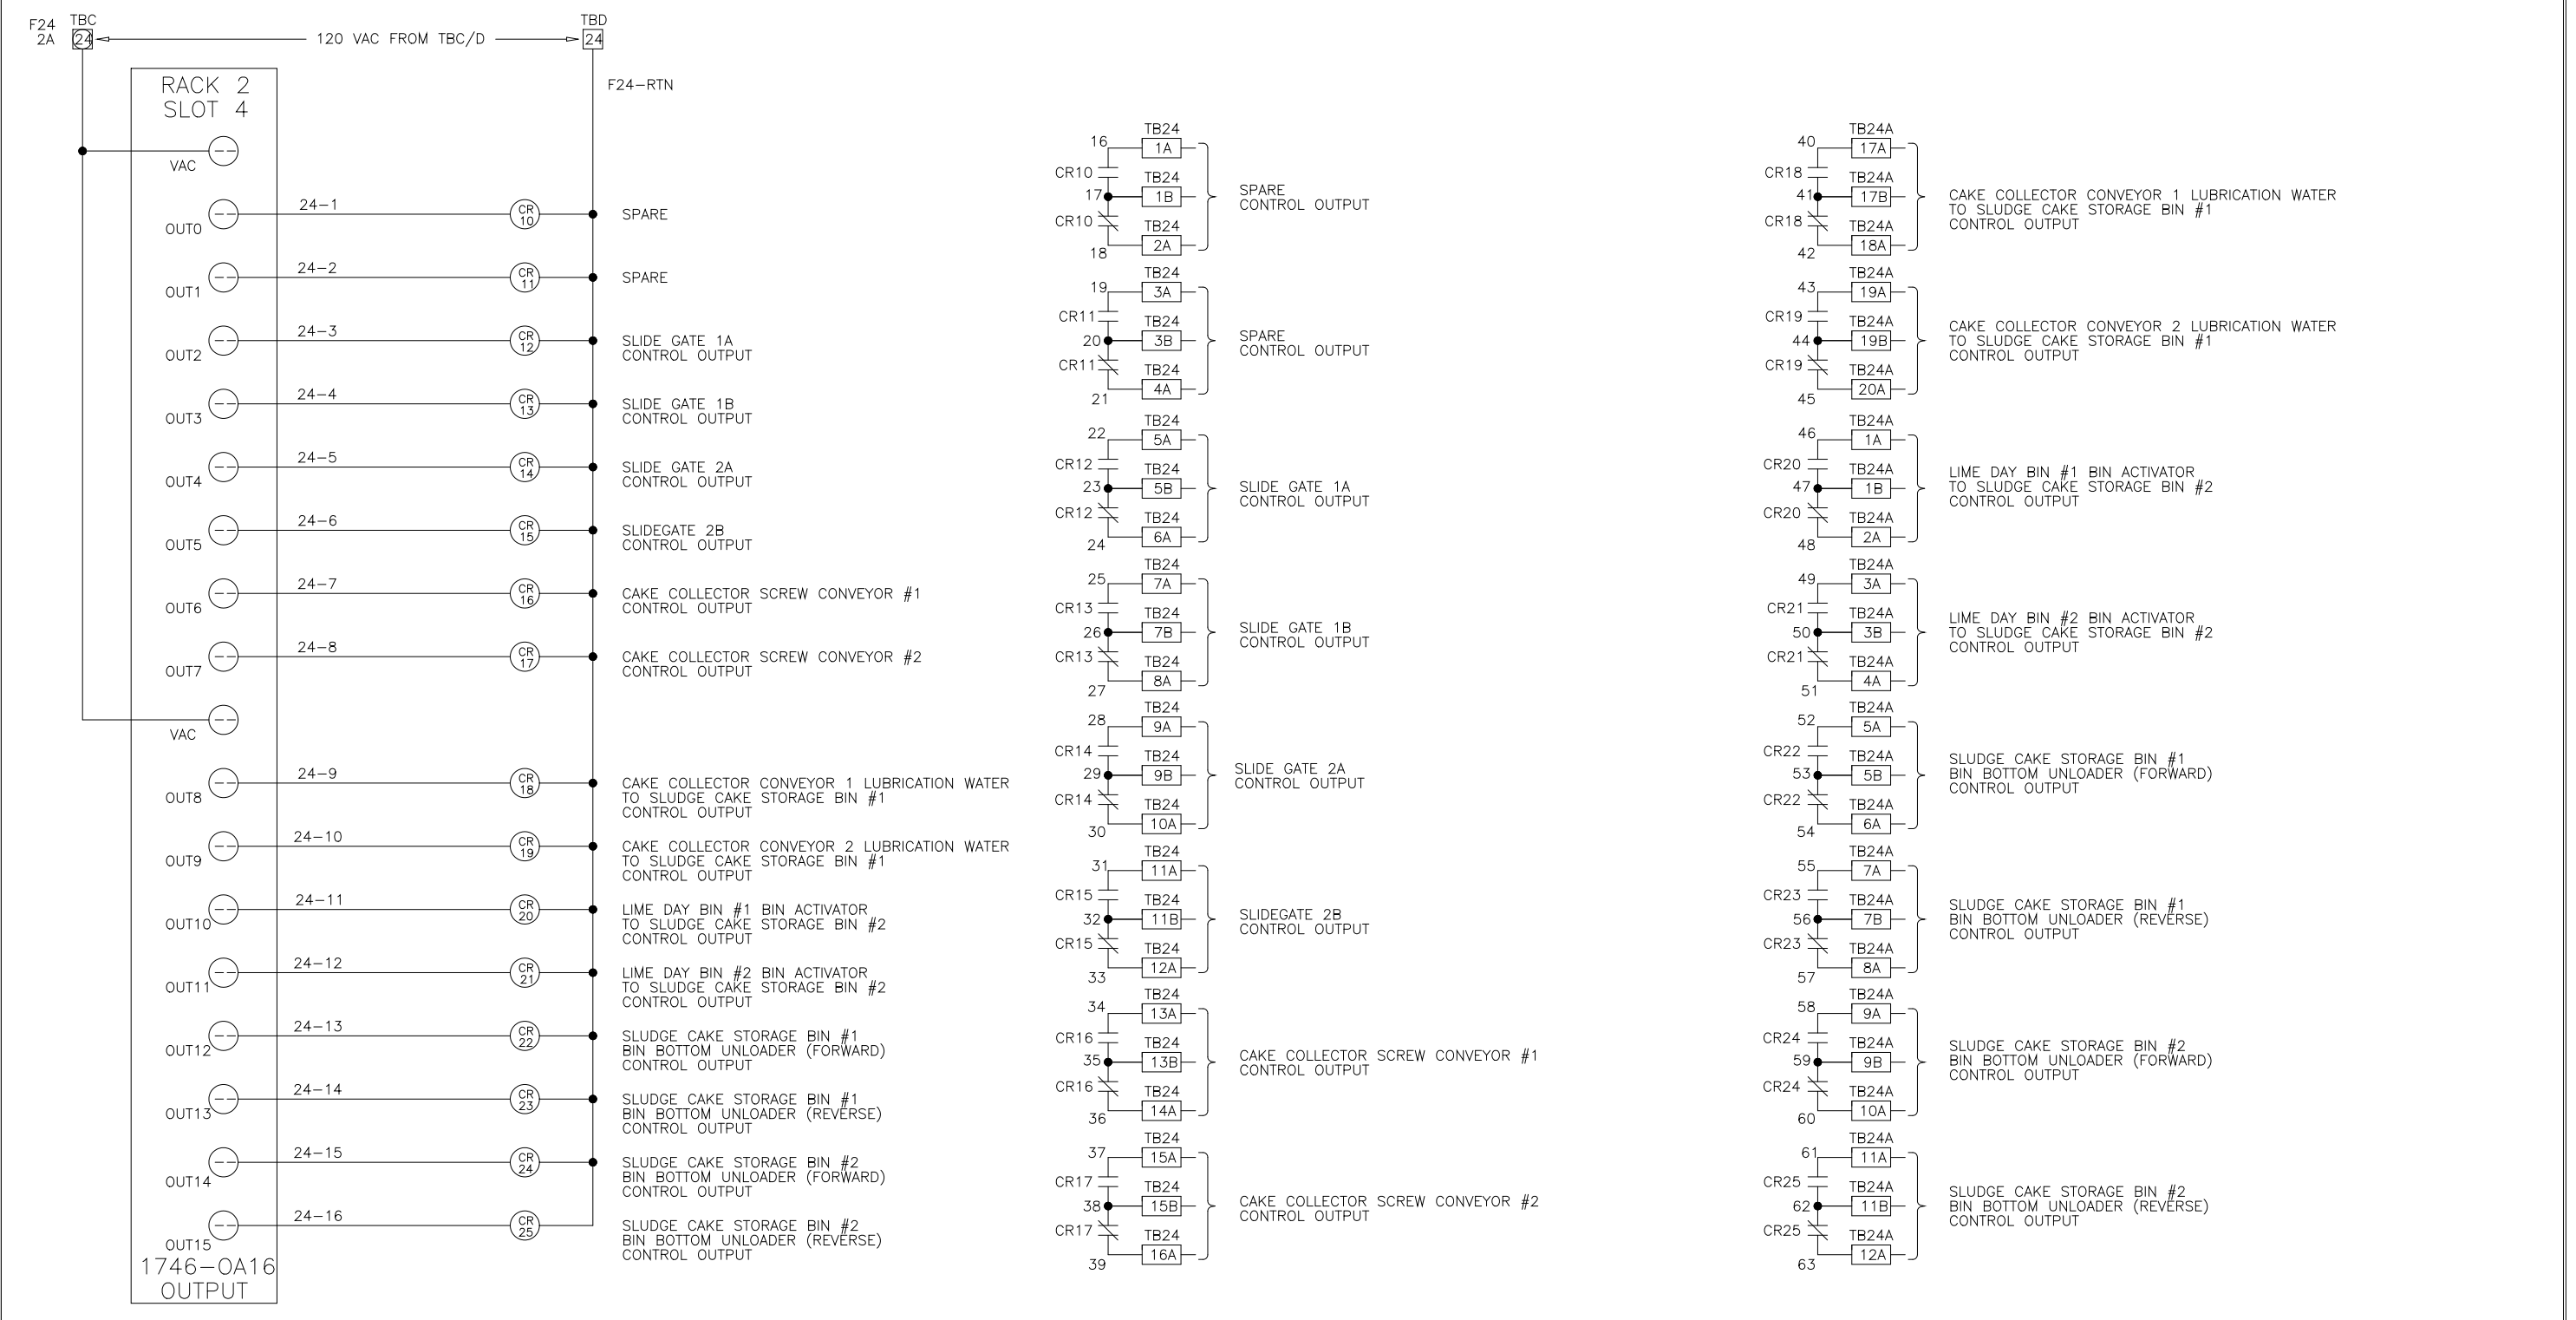 F24 TBC
2A 24
120 VAC FROM TBC/D
TBD
24
F24-RTN
RACK 2
SLOT 4
VAC
OUT0 24-1 CR 10 SPARE
OUT1 24-2 CR 11 SPARE
OUT2 24-3 CR 12 SLIDE GATE 1A
CONTROL OUTPUT
OUT3 24-4 CR 13 SLIDE GATE 1B
CONTROL OUTPUT
OUT4 24-5 CR 14 SLIDE GATE 2A
CONTROL OUTPUT
OUT5 24-6 CR 15 SLIDEGATE 2B
CONTROL OUTPUT
OUT6 24-7 CR 16 CAKE COLLECTOR SCREW CONVEYOR #1
CONTROL OUTPUT
OUT7 24-8 CR 17 CAKE COLLECTOR SCREW CONVEYOR #2
CONTROL OUTPUT
VAC
OUT8 24-9 CR 18 CAKE COLLECTOR CONVEYOR 1 LUBRICATION WATER
TO SLUDGE CAKE STORAGE BIN #1
CONTROL OUTPUT
OUT9 24-10 CR 19 CAKE COLLECTOR CONVEYOR 2 LUBRICATION WATER
TO SLUDGE CAKE STORAGE BIN #1
CONTROL OUTPUT
OUT10 24-11 CR 20 LIME DAY BIN #1 BIN ACTIVATOR
TO SLUDGE CAKE STORAGE BIN #2
CONTROL OUTPUT
OUT11 24-12 CR 21 LIME DAY BIN #2 BIN ACTIVATOR
TO SLUDGE CAKE STORAGE BIN #2
CONTROL OUTPUT
OUT12 24-13 CR 22 SLUDGE CAKE STORAGE BIN #1
BIN BOTTOM UNLOADER (FORWARD)
CONTROL OUTPUT
OUT13 24-14 CR 23 SLUDGE CAKE STORAGE BIN #1
BIN BOTTOM UNLOADER (REVERSE)
CONTROL OUTPUT
OUT14 24-15 CR 24 SLUDGE CAKE STORAGE BIN #2
BIN BOTTOM UNLOADER (FORWARD)
CONTROL OUTPUT
OUT15 24-16 CR 25 SLUDGE CAKE STORAGE BIN #2
BIN BOTTOM UNLOADER (REVERSE)
CONTROL OUTPUT
1746-OA16
OUTPUT
16 TB24 1A
CR10
17 TB24 1B
CR10
18 TB24 2A
SPARE
CONTROL OUTPUT
19 TB24 3A
CR11
20 TB24 3B
CR11
21 TB24 4A
SPARE
CONTROL OUTPUT
22 TB24 5A
CR12
23 TB24 5B
CR12
24 TB24 6A
SLIDE GATE 1A
CONTROL OUTPUT
25 TB24 7A
CR13
26 TB24 7B
CR13
27 TB24 8A
SLIDE GATE 1B
CONTROL OUTPUT
28 TB24 9A
CR14
29 TB24 9B
CR14
30 TB24 10A
SLIDE GATE 2A
CONTROL OUTPUT
31 TB24 11A
CR15
32 TB24 11B
CR15
33 TB24 12A
SLIDEGATE 2B
CONTROL OUTPUT
34 TB24 13A
CR16
35 TB24 13B
CR16
36 TB24 14A
CAKE COLLECTOR SCREW CONVEYOR #1
CONTROL OUTPUT
37 TB24 15A
CR17
38 TB24 15B
CR17
39 TB24 16A
CAKE COLLECTOR SCREW CONVEYOR #2
CONTROL OUTPUT
40 TB24A 17A
CR18
41 TB24A 17B
CR18
42 TB24A 18A
CAKE COLLECTOR CONVEYOR 1 LUBRICATION WATER
TO SLUDGE CAKE STORAGE BIN #1
CONTROL OUTPUT
43 TB24A 19A
CR19
44 TB24A 19B
CR19
45 TB24A 20A
CAKE COLLECTOR CONVEYOR 2 LUBRICATION WATER
TO SLUDGE CAKE STORAGE BIN #1
CONTROL OUTPUT
46 TB24A 1A
CR20
47 TB24A 1B
CR20
48 TB24A 2A
LIME DAY BIN #1 BIN ACTIVATOR
TO SLUDGE CAKE STORAGE BIN #2
CONTROL OUTPUT
49 TB24A 3A
CR21
50 TB24A 3B
CR21
51 TB24A 4A
LIME DAY BIN #2 BIN ACTIVATOR
TO SLUDGE CAKE STORAGE BIN #2
CONTROL OUTPUT
52 TB24A 5A
CR22
53 TB24A 5B
CR22
54 TB24A 6A
SLUDGE CAKE STORAGE BIN #1
BIN BOTTOM UNLOADER (FORWARD)
CONTROL OUTPUT
55 TB24A 7A
CR23
56 TB24A 7B
CR23
57 TB24A 8A
SLUDGE CAKE STORAGE BIN #1
BIN BOTTOM UNLOADER (REVERSE)
CONTROL OUTPUT
58 TB24A 9A
CR24
59 TB24A 9B
CR24
60 TB24A 10A
SLUDGE CAKE STORAGE BIN #2
BIN BOTTOM UNLOADER (FORWARD)
CONTROL OUTPUT
61 TB24A 11A
CR25
62 TB24A 11B
CR25
63 TB24A 12A
SLUDGE CAKE STORAGE BIN #2
BIN BOTTOM UNLOADER (REVERSE)
CONTROL OUTPUT